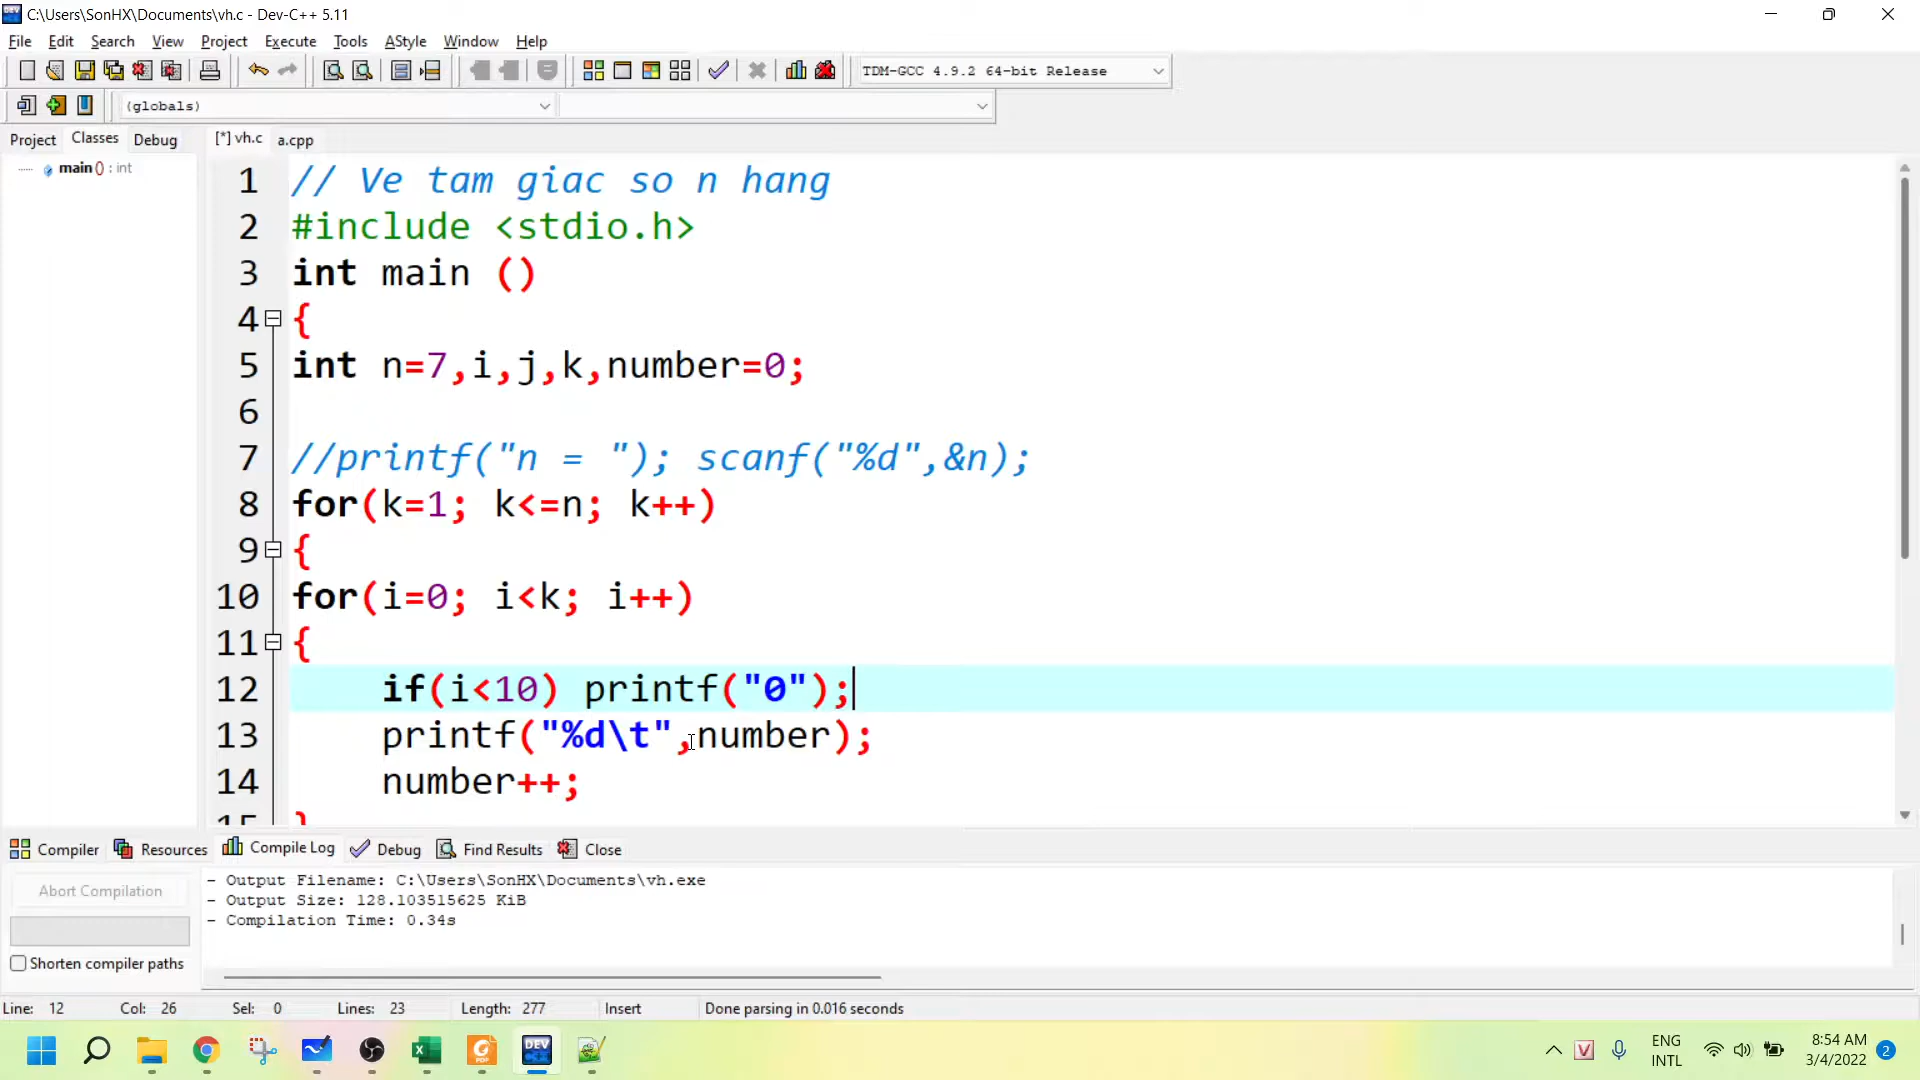 C:\Users\SonHX\Documents\vh.c - Dev-C++ 5.11
File Edit Search View Project Execute Tools AStyle Window Help
TDM-GCC 4.9.2 64-bit Release
(globals)
Project Classes Debug [*] vh.c a.cpp
main () : int
1 // Ve tam giac so n hang
2 #include <stdio.h>
3 int main ()
4 {
5 int n=7,i,j,k,number=0;
6
7 //printf("n = "); scanf("%d",&n);
8 for(k=1; k<=n; k++)
9 {
10 for(i=0; i<k; i++)
11 {
12 if(i<10) printf("0");
13 printf("%d\t",number);
14 number++;
15 }
Compiler Resources Compile Log Debug Find Results Close
Abort Compilation
Shorten compiler paths
- Output Filename: C:\Users\SonHX\Documents\vh.exe
- Output Size: 128.103515625 KiB
- Compilation Time: 0.34s
Line: 12 Col: 26 Sel: 0 Lines: 23 Length: 277 Insert Done parsing in 0.016 seconds
DEV
PDF
V
ENG
INTL
8:54 AM
3/4/2022
2